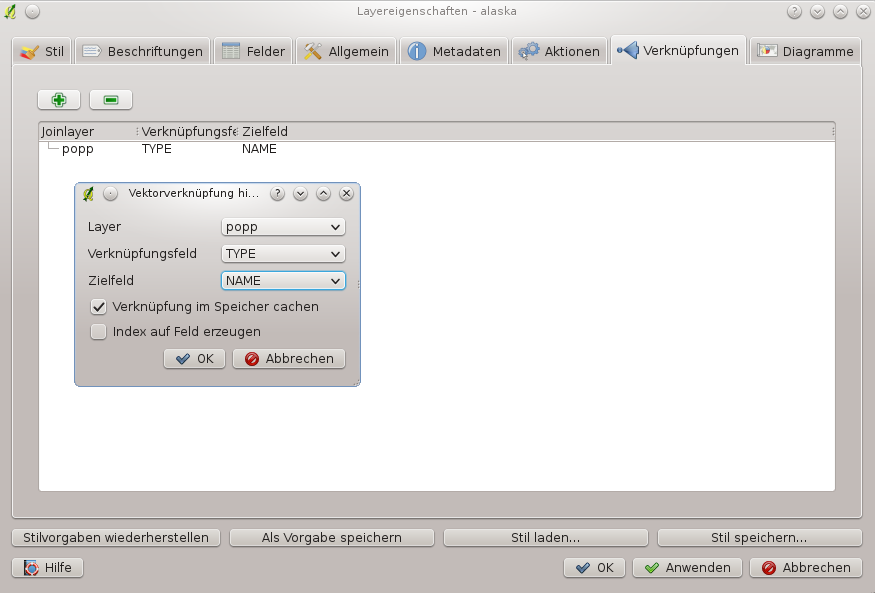 Layereigenschaften - alaska
Stil Beschriftungen Felder Allgemein Metadaten Aktionen Verknüpfungen Diagramme
Joinlayer Verknüpfungsfe Zielfeld
popp TYPE NAME
Vektorverknüpfung hi...
Layer popp
Verknüpfungsfeld TYPE
Zielfeld NAME
Verknüpfung im Speicher cachen
Index auf Feld erzeugen
OK Abbrechen
Stilvorgaben wiederherstellen Als Vorgabe speichern Stil laden... Stil speichern...
Hilfe OK Anwenden Abbrechen